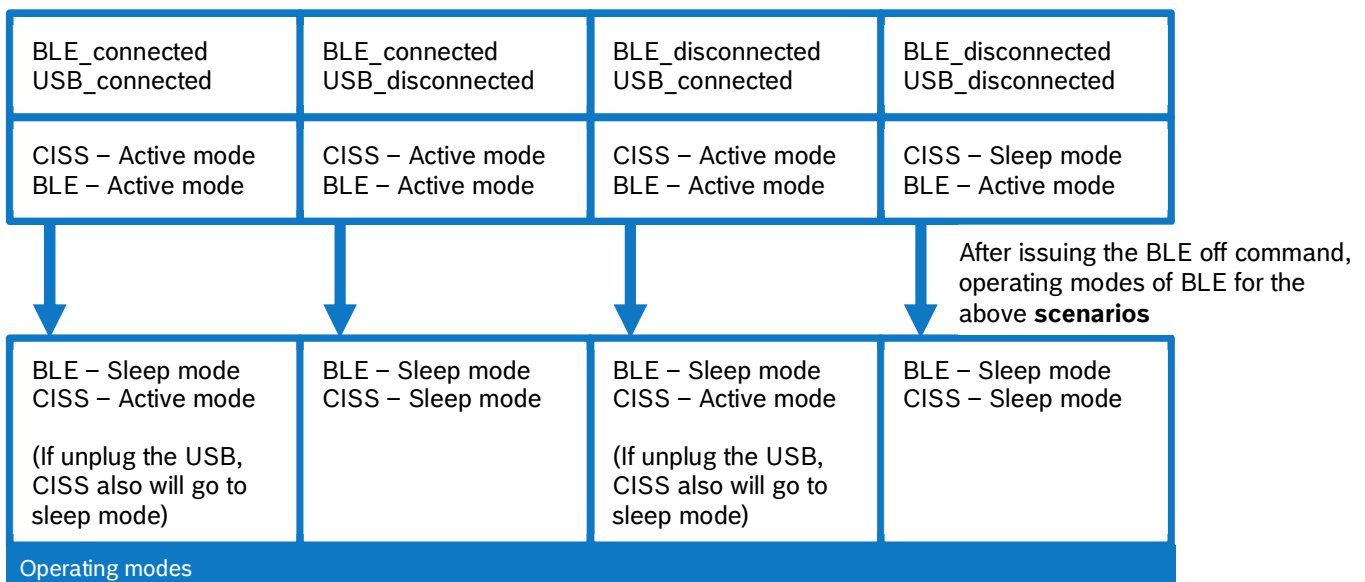 BLE_connected
USB_connected
BLE_connected
USB_disconnected
BLE_disconnected
USB_connected
BLE_disconnected
USB_disconnected
CISS – Active mode
BLE – Active mode
CISS – Active mode
BLE – Active mode
CISS – Active mode
BLE – Active mode
CISS – Sleep mode
BLE – Active mode
After issuing the BLE off command,
operating modes of BLE for the
above scenarios
BLE – Sleep mode
CISS – Active mode
(If unplug the USB,
CISS also will go to
sleep mode)
BLE – Sleep mode
CISS – Sleep mode
BLE – Sleep mode
CISS – Active mode
(If unplug the USB,
CISS also will go to
sleep mode)
BLE – Sleep mode
CISS – Sleep mode
Operating modes